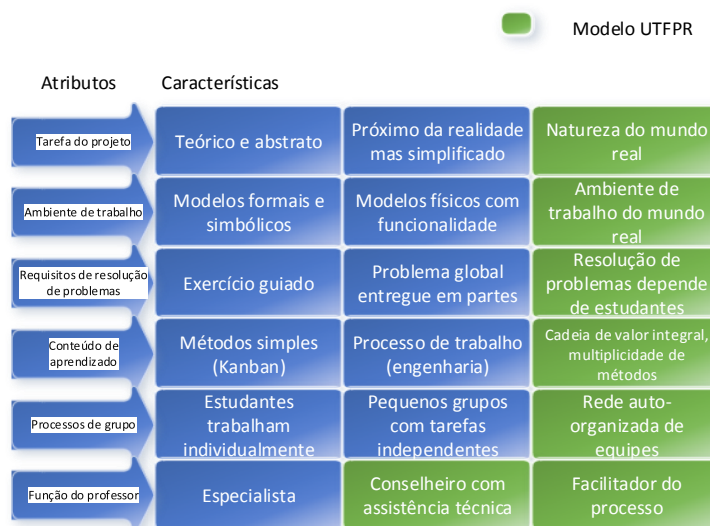 Modelo UTFPR
Atributos Características
Tarefa do projeto
Teórico e abstrato
Próximo da realidade
mas simplificado
Natureza do mundo
real
Ambiente de trabalho
Modelos formais e
simbólicos
Modelos físicos com
funcionalidade
Ambiente de
trabalho do mundo
real
Requisitos de resolução
de problemas
Exercício guiado
Problema global
entregue em partes
Resolução de
problemas depende
de estudantes
Conteúdo de
aprendizado
Métodos simples
(Kanban)
Processo de trabalho
(engenharia)
Cadeia de valor integral,
multiplicidade de
métodos
Processos de grupo
Estudantes
trabalham
individualmente
Pequenos grupos
com tarefas
independentes
Rede auto-
organizada de
equipes
Função do professor
Especialista
Conselheiro com
assistência técnica
Facilitador do
processo